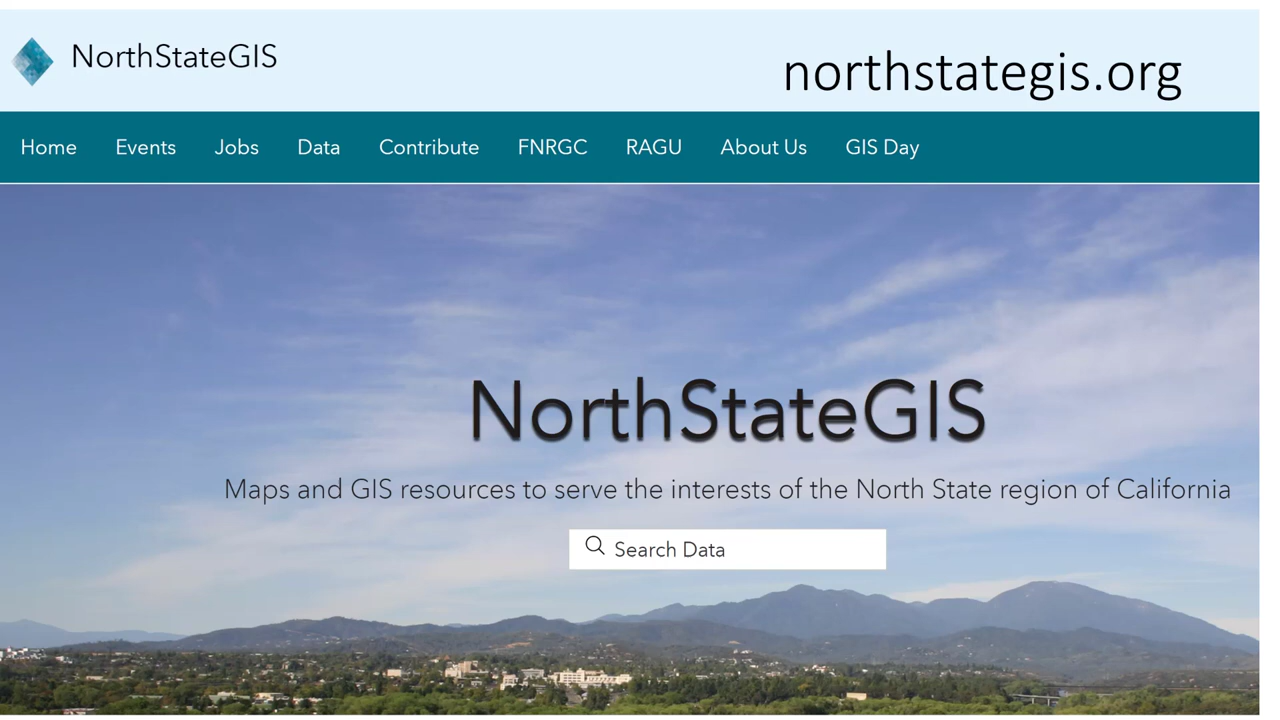 NorthStateGIS
northstategis.org
Home Events Jobs Data Contribute FNRGC RAGU About Us GIS Day
NorthStateGIS
Maps and GIS resources to serve the interests of the North State region of California
Search Data